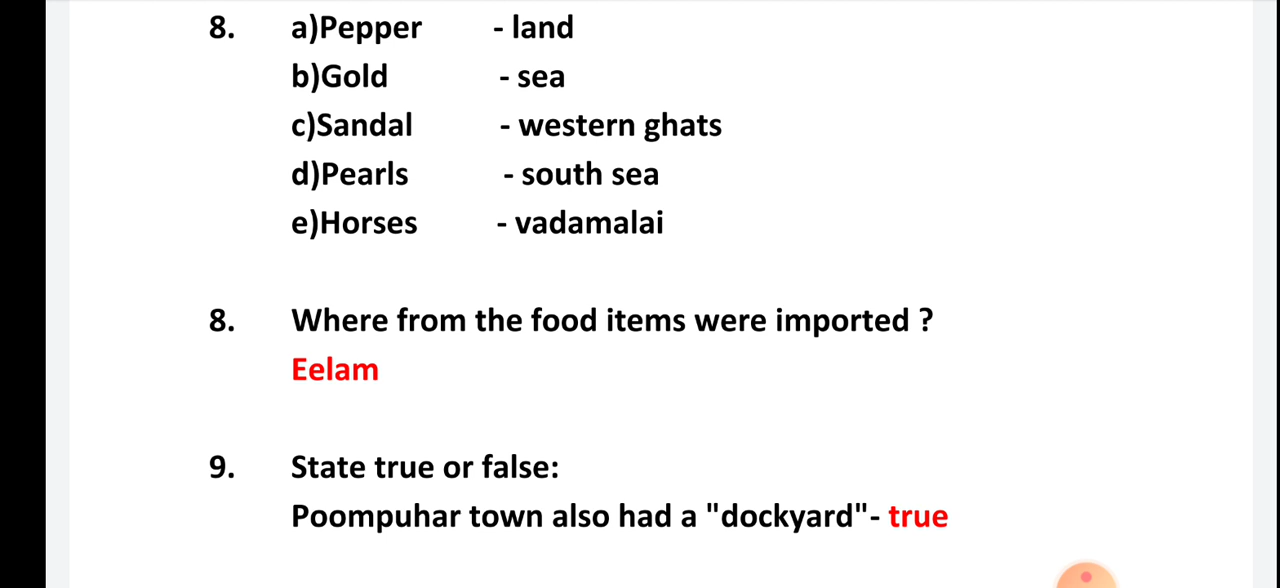 8. a)Pepper - land
b)Gold - sea
c)Sandal - western ghats
d)Pearls - south sea
e)Horses - vadamalai
8. Where from the food items were imported ?
Eelam
9. State true or false:
Poompuhar town also had a "dockyard"- true